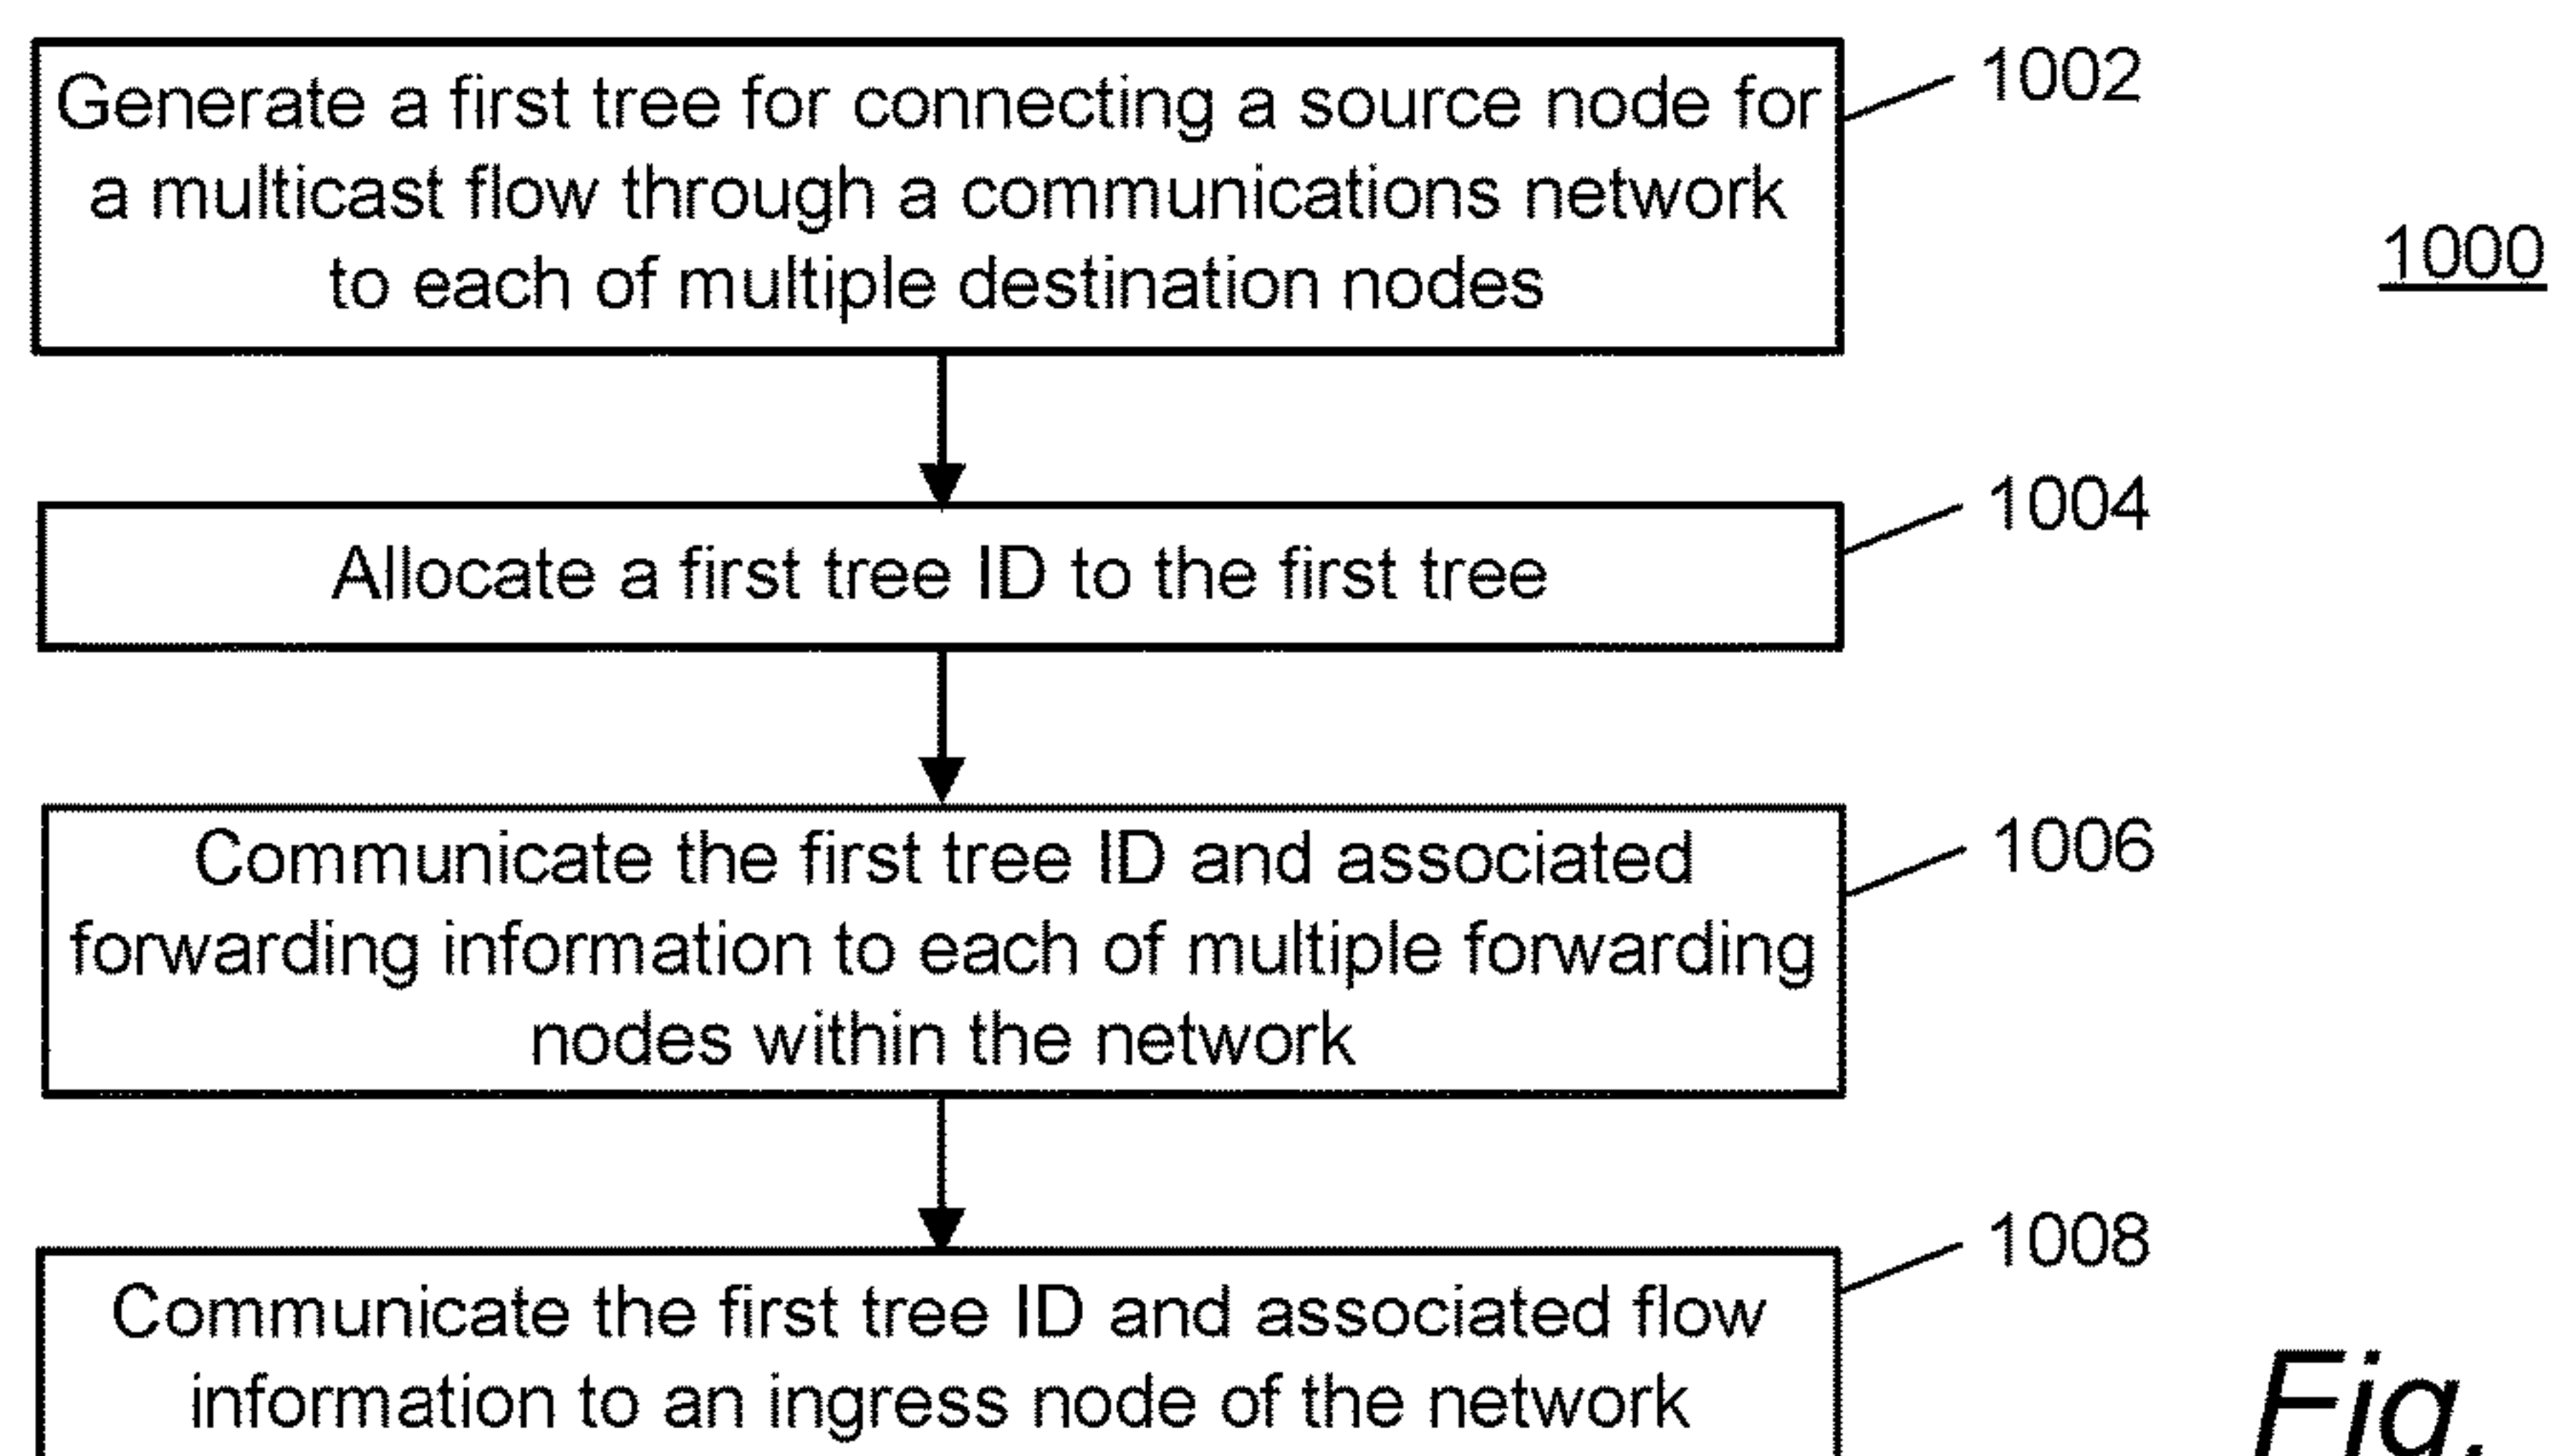 Generate a first tree for connecting a source node for
a multicast flow through a communications network
to each of multiple destination nodes
1002
1000
Allocate a first tree ID to the first tree
1004
Communicate the first tree ID and associated
forwarding information to each of multiple forwarding
nodes within the network
1006
Communicate the first tree ID and associated flow
information to an ingress node of the network
1008
Fig.